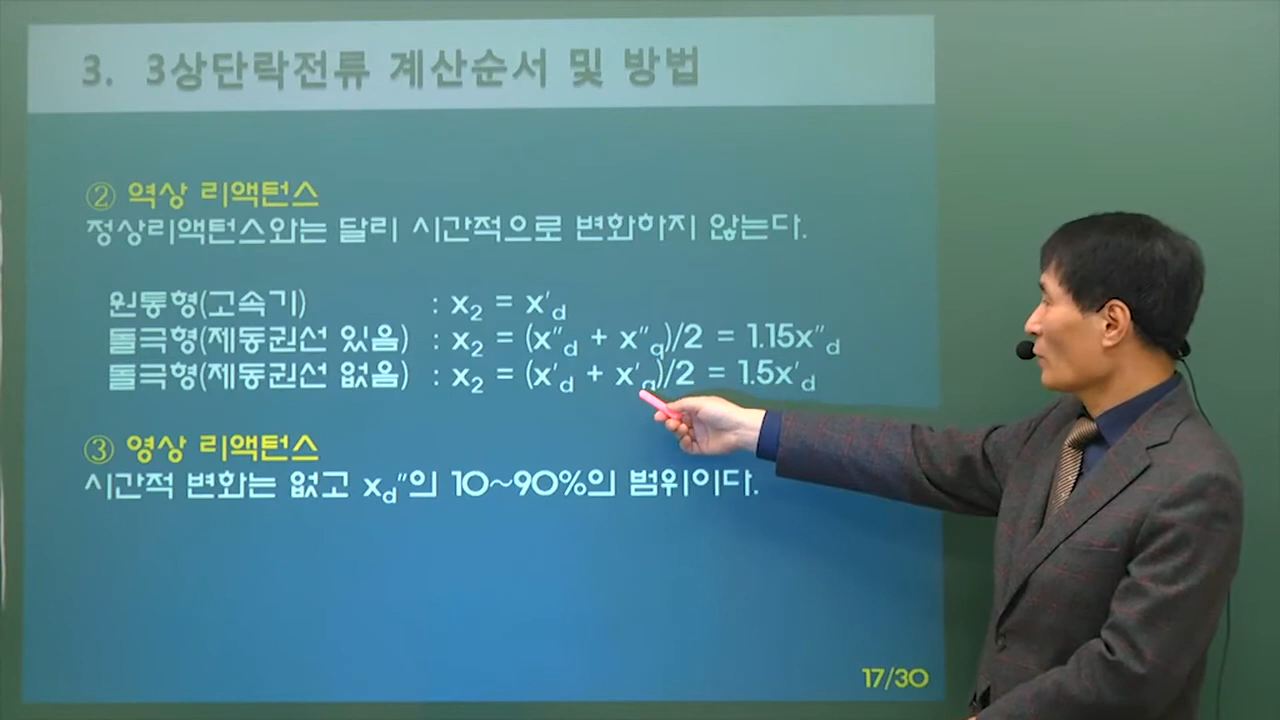 3. 3상단락전류 계산순서 및 방법
② 역상 리액턴스
정상리액턴스와는 달리 시간적으로 변화하지 않는다.
원통형(고속기) : x₂ = x′d
돌극형(제동권선 있음) : x₂ = (x″d + x″q)/2 = 1.15x″d
돌극형(제동권선 없음) : x₂ = (x′d + x′q)/2 = 1.5x′d
③ 영상 리액턴스
시간적 변화는 없고 xd″의 10~90%의 범위이다.
17/30